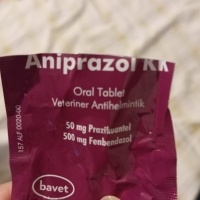 Aniprazol KH
Oral Tablet
Veteriner Antihelmintik
50 mg Prazikuantel
500 mg Fenbendazol
bavet